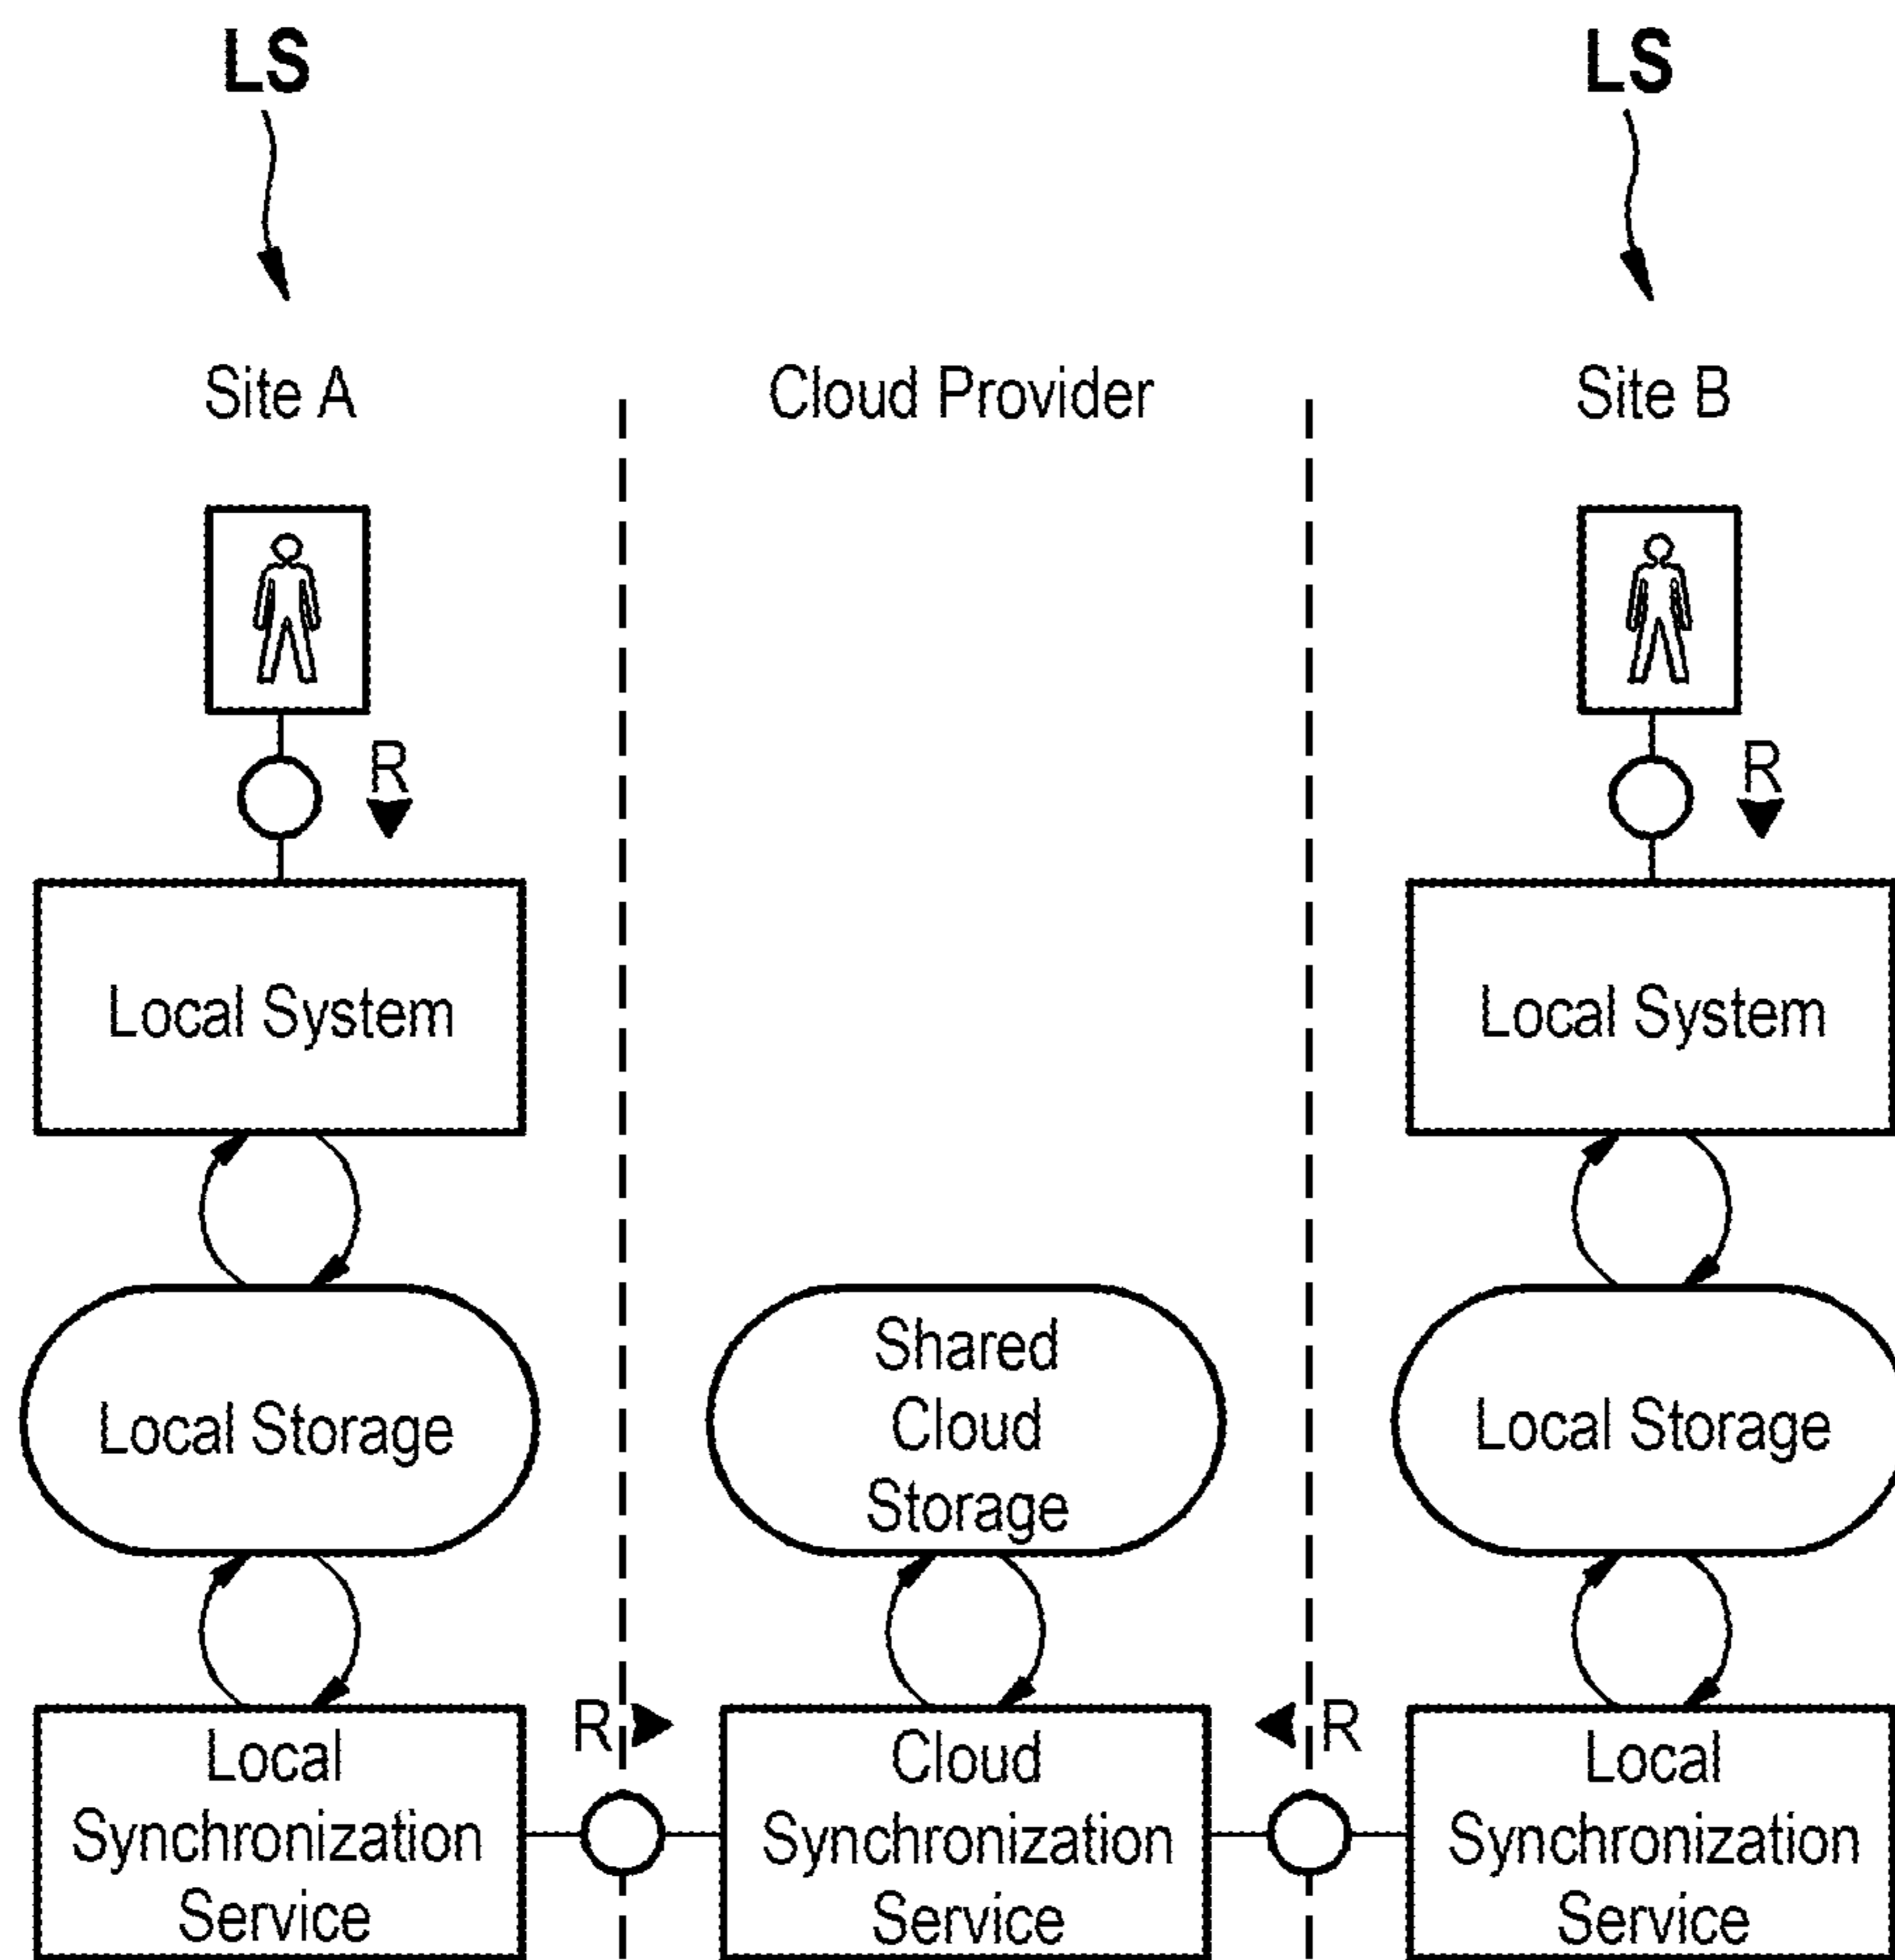 LS
LS
Site A
Cloud Provider
Site B
R
R
Local System
Local System
Local Storage
Shared
Cloud
Storage
Local Storage
R
R
Local
Synchronization
Service
Cloud
Synchronization
Service
Local
Synchronization
Service